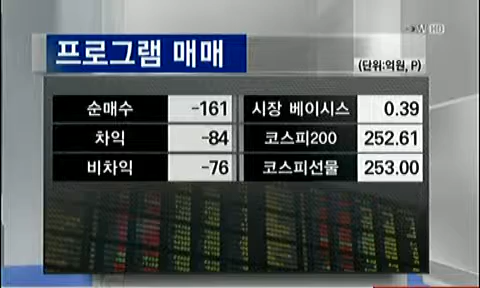 프로그램 매매
(단위:억원, P)
순매수 -161 시장 베이시스 0.39
차익 -84 코스피200 252.61
비차익 -76 코스피선물 253.00